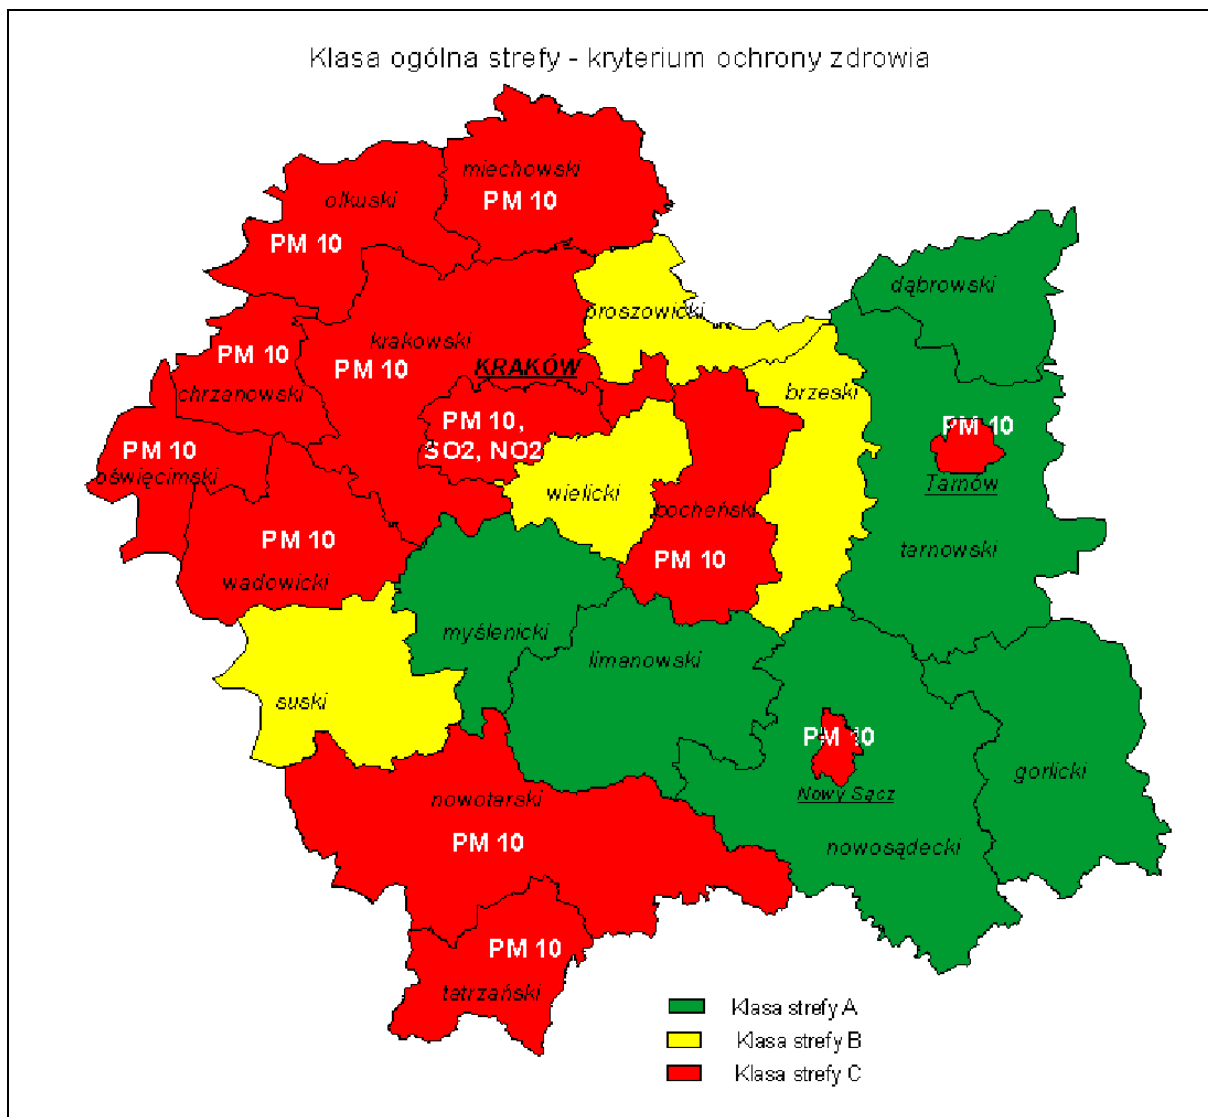 Klasa ogólna strefy - kryterium ochrony zdrowia
miechowski
PM 10
olkuski
PM 10
dąbrowski
proszowicki
krakowski
PM 10
PM 10
KRAKÓW
chrzanowski
brzeski
PM 10,
SO2, NO2
PM 10
PM 10
oświęcimski
Tarnów
wielicki
bocheński
PM 10
PM 10
tarnowski
wadowicki
myślenicki
limanowski
suski
PM 10
Nowy Sącz
gorlicki
nowotarski
PM 10
nowosądecki
PM 10
tatrzański
Klasa strefy A
Klasa strefy B
Klasa strefy C